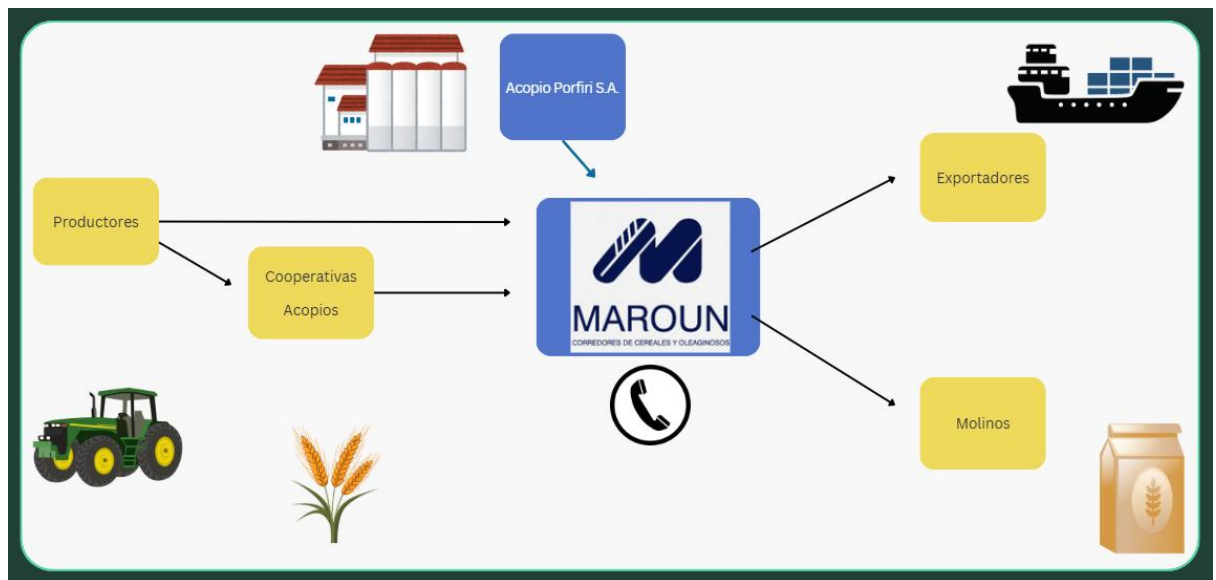 Acopio Porfiri S.A.
Exportadores
Productores
Cooperativas
Acopios
MAROUN
CORREDORES DE CEREALES Y OLEAGINOSOS
Molinos